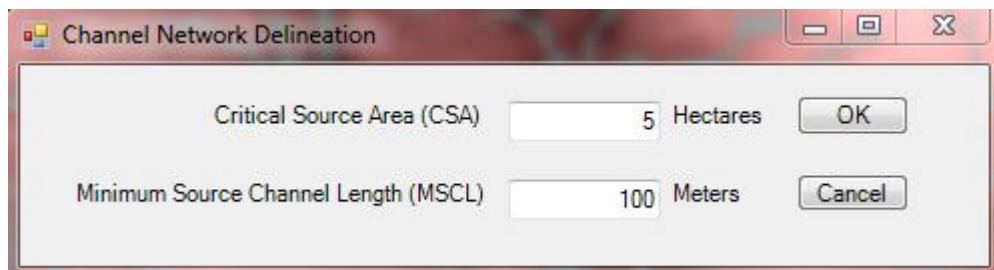 Channel Network Delineation
Critical Source Area (CSA) 5 Hectares OK
Minimum Source Channel Length (MSCL) 100 Meters Cancel